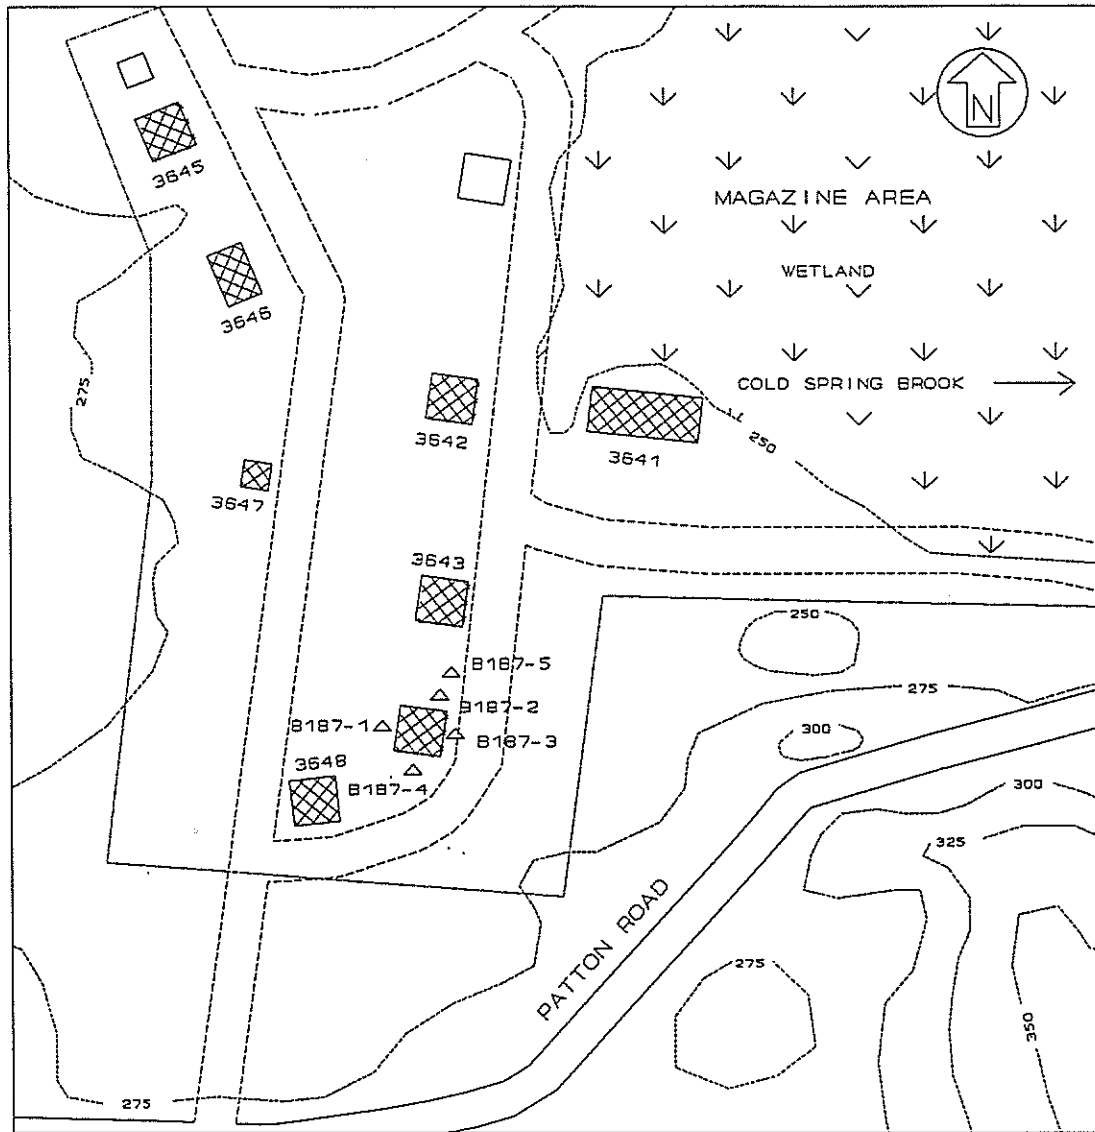 N
3645
MAGAZINE AREA
WETLAND
3646
275
COLD SPRING BROOK
3642
250
3641
3647
3643
250
B187-5
275
B187-2
B187-1
300
B187-3
3648
300
B187-4
325
PATTON ROAD
275
350
275